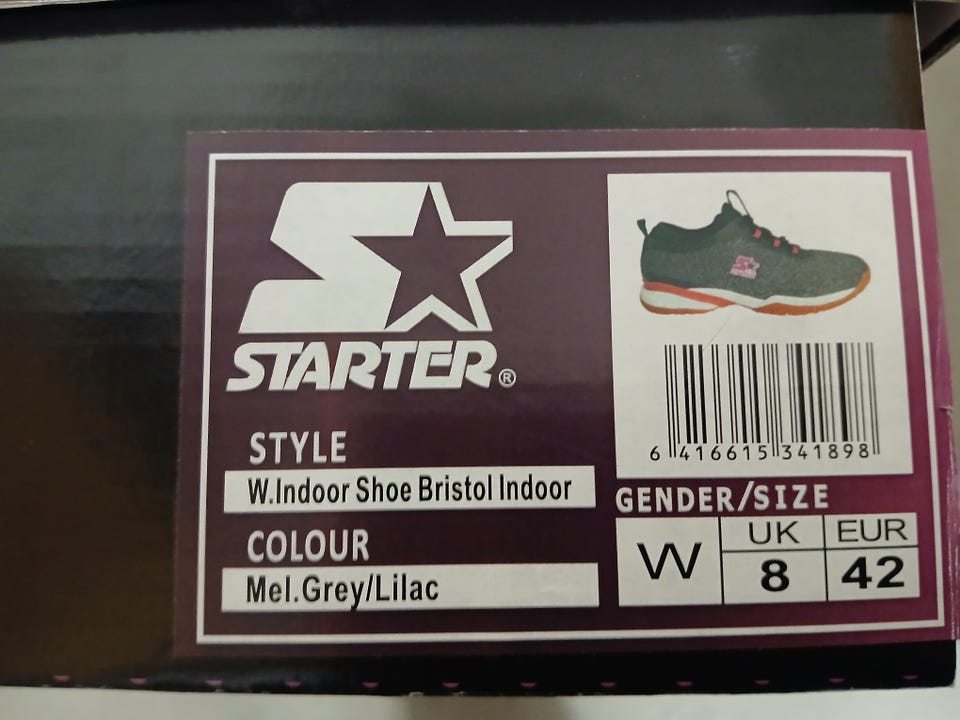 STARTER®
STYLE
W.Indoor Shoe Bristol Indoor
COLOUR
Mel.Grey/Lilac
6 416615 341898
GENDER/SIZE
W UK EUR
8 42